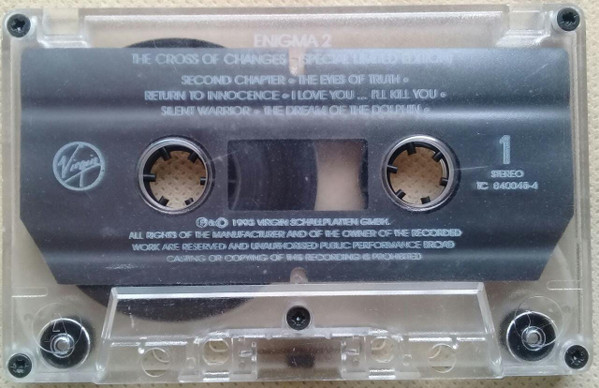 ENIGMA 2
THE CROSS OF CHANGES - SPECIAL LIMITED EDITION
SECOND CHAPTER • THE EYES OF TRUTH •
RETURN TO INNOCENCE • I LOVE YOU ... I'LL KILL YOU •
SILENT WARRIOR • THE DREAM OF THE DOLPHIN •
Virgin
1
STEREO
TC 840048-4
℗&© 1993 VIRGIN SCHALLPLATTEN GMBH.
ALL RIGHTS OF THE MANUFACTURER AND OF THE OWNER OF THE RECORDED
WORK ARE RESERVED AND UNAUTHORISED PUBLIC PERFORMANCE BROAD
CASTING OR COPYING OF THIS RECORDING IS PROHIBITED